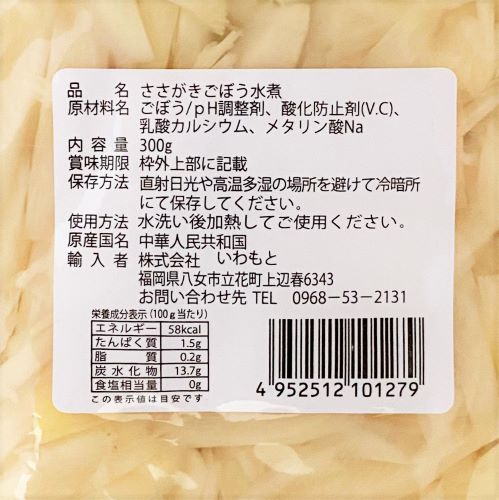 品名 ささがきごぼう水煮
原材料名 ごぼう/pH調整剤、酸化防止剤(V.C)、
乳酸カルシウム、メタリン酸Na
内容量 300g
賞味期限 枠外上部に記載
保存方法 直射日光や高温多湿の場所を避けて冷暗所
にて保存してください。
使用方法 水洗い後加熱してご使用ください。
原産国名 中華人民共和国
輸入者 株式会社 いわもと
福岡県八女市立花町上辺春6343
お問い合わせ先 TEL 0968-53-2131
栄養成分表示(100g当たり)
エネルギー 58kcal
たんぱく質 1.5g
脂質 0.2g
炭水化物 13.7g
食塩相当量 0g
この表示値は目安です
4 952512 101279